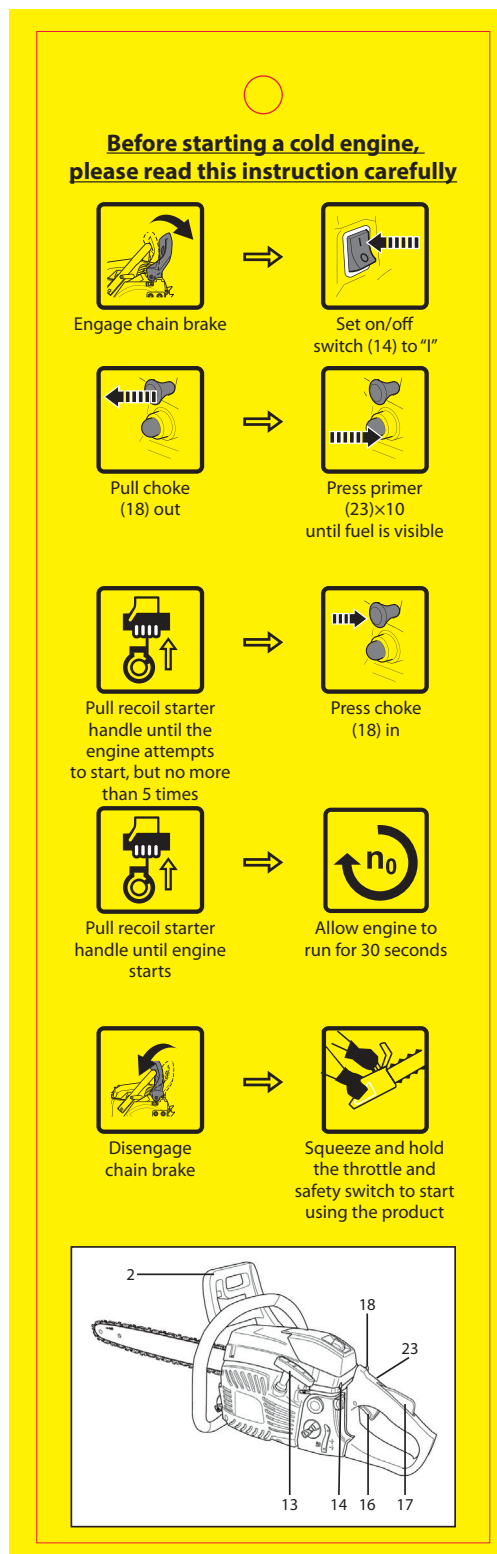 Before starting a cold engine,
please read this instruction carefully
Engage chain brake
Set on/off
switch (14) to "I"
Pull choke
(18) out
Press primer
(23)×10
until fuel is visible
Pull recoil starter
handle until the
engine attempts
to start, but no more
than 5 times
Press choke
(18) in
Pull recoil starter
handle until engine
starts
n0
Allow engine to
run for 30 seconds
Disengage
chain brake
Squeeze and hold
the throttle and
safety switch to start
using the product
2
18
23
13
14
16
17